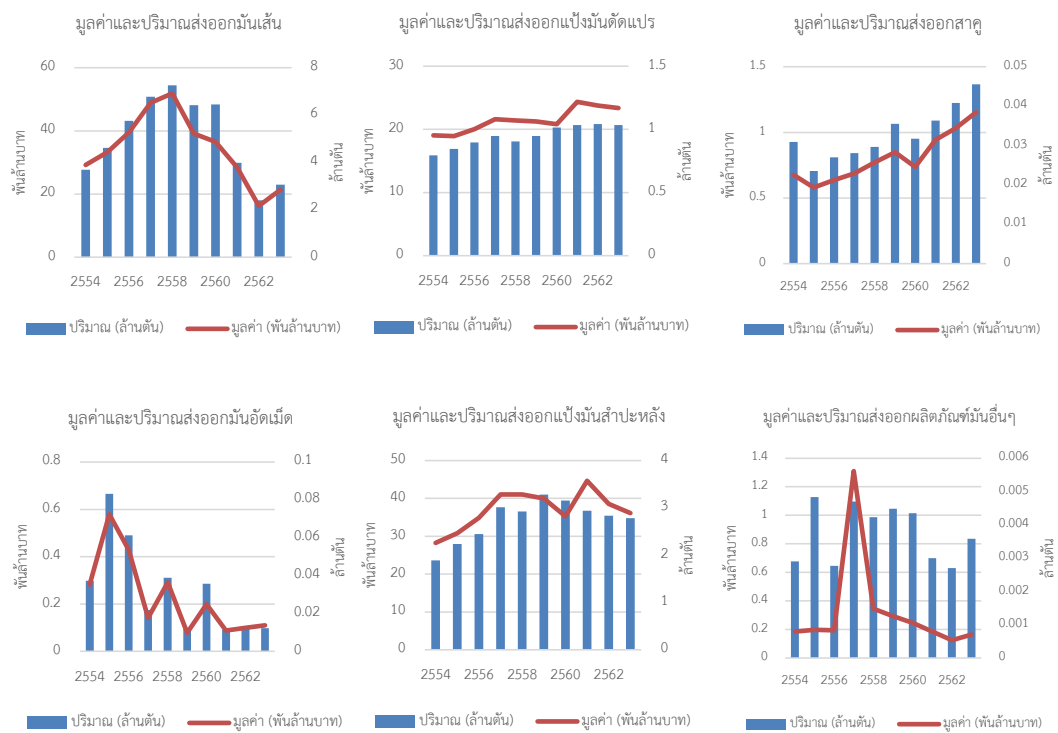 มูลค่าและปริมาณส่งออกมันเส้น
60
40
20
0
พันล้านบาท
8
6
4
2
0
ล้านตัน
2554 2556 2558 2560 2562
ปริมาณ (ล้านตัน) มูลค่า (พันล้านบาท)
มูลค่าและปริมาณส่งออกแป้งมันดัดแปร
30
20
10
0
พันล้านบาท
1.5
1
0.5
0
ล้านตัน
2554 2556 2558 2560 2562
ปริมาณ (ล้านตัน) มูลค่า (พันล้านบาท)
มูลค่าและปริมาณส่งออกสาคู
1.5
1
0.5
0
พันล้านบาท
0.05
0.04
0.03
0.02
0.01
0
ล้านตัน
2554 2556 2558 2560 2562
ปริมาณ (ล้านตัน) มูลค่า (พันล้านบาท)
มูลค่าและปริมาณส่งออกมันอัดเม็ด
0.8
0.6
0.4
0.2
0
พันล้านบาท
0.1
0.08
0.06
0.04
0.02
0
ล้านตัน
2554 2556 2558 2560 2562
ปริมาณ (ล้านตัน) มูลค่า (พันล้านบาท)
มูลค่าและปริมาณส่งออกแป้งมันสำปะหลัง
50
40
30
20
10
0
พันล้านบาท
4
3
2
1
0
ล้านตัน
2554 2556 2558 2560 2562
ปริมาณ (ล้านตัน) มูลค่า (พันล้านบาท)
มูลค่าและปริมาณส่งออกผลิตภัณฑ์มันอื่นๆ
1.4
1.2
1
0.8
0.6
0.4
0.2
0
พันล้านบาท
0.006
0.005
0.004
0.003
0.002
0.001
0
ล้านตัน
2554 2556 2558 2560 2562
ปริมาณ (ล้านตัน) มูลค่า (พันล้านบาท)